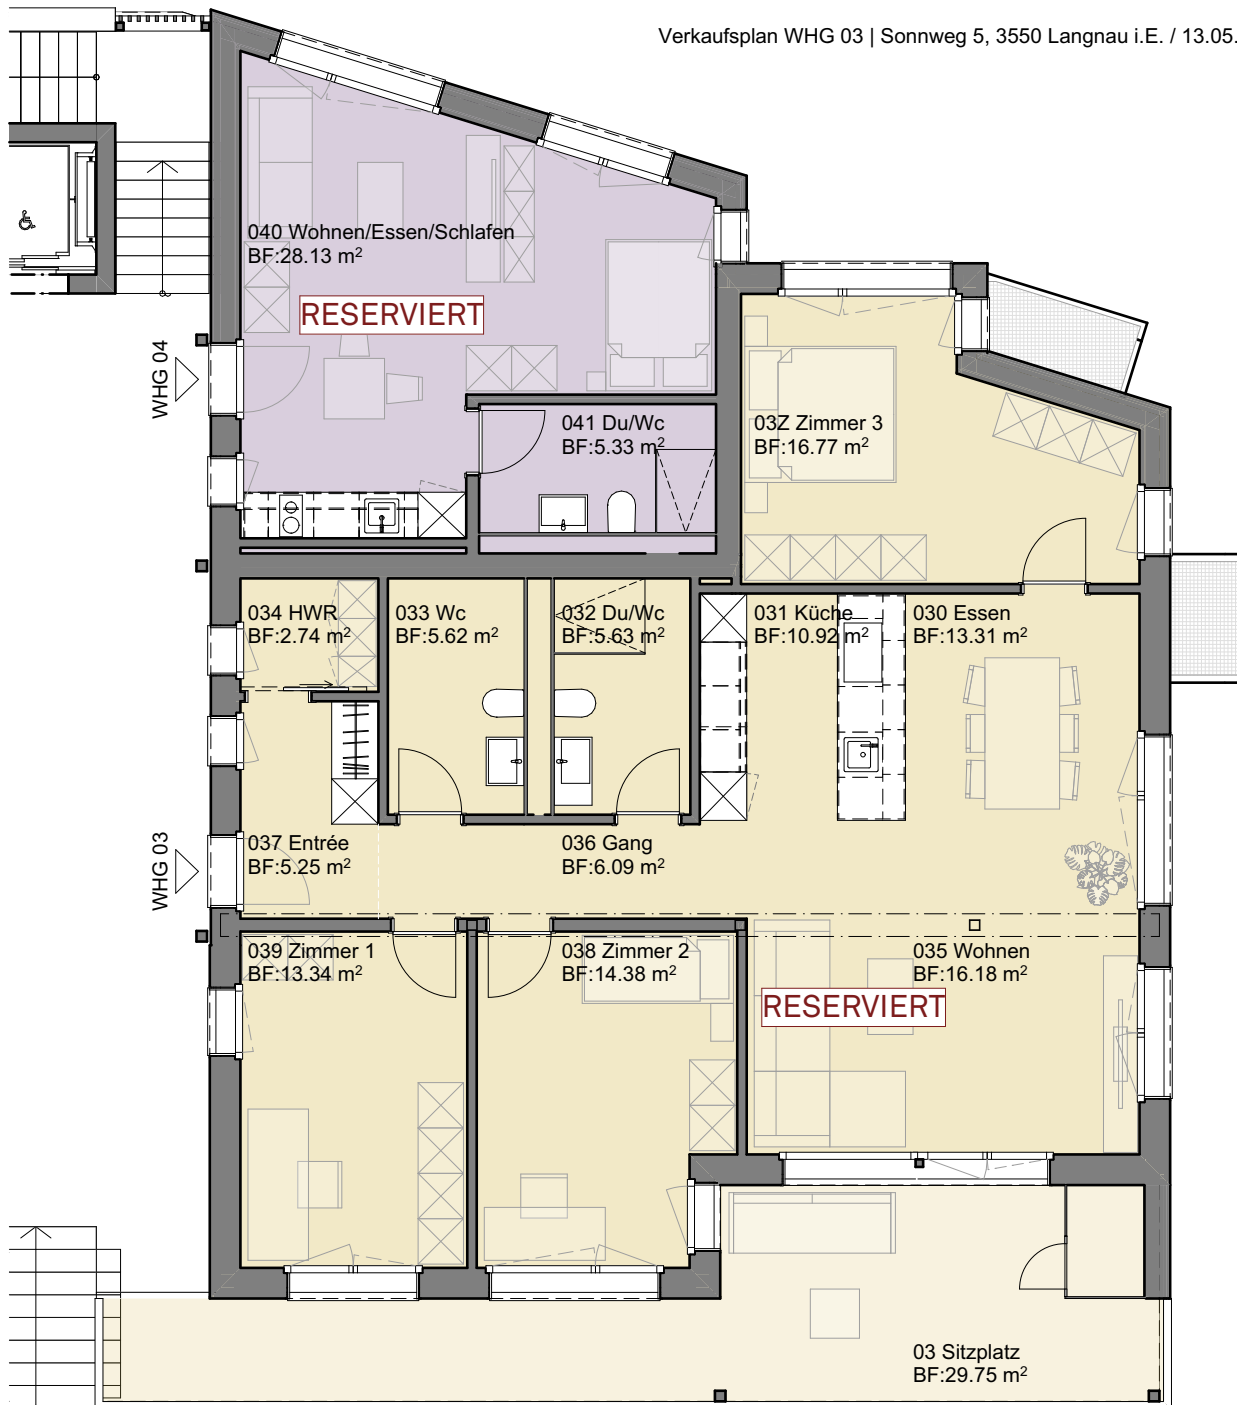 Verkaufsplan WHG 03 | Sonnweg 5, 3550 Langnau i.E. / 13.05.
040 Wohnen/Essen/Schlafen
BF:28.13 m²
RESERVIERT
WHG 04
041 Du/Wc
BF:5.33 m²
03Z Zimmer 3
BF:16.77 m²
034 HWR
BF:2.74 m²
033 Wc
BF:5.62 m²
032 Du/Wc
BF:5.63 m²
031 Küche
BF:10.92 m²
030 Essen
BF:13.31 m²
WHG 03
037 Entrée
BF:5.25 m²
036 Gang
BF:6.09 m²
039 Zimmer 1
BF:13.34 m²
038 Zimmer 2
BF:14.38 m²
035 Wohnen
BF:16.18 m²
RESERVIERT
03 Sitzplatz
BF:29.75 m²